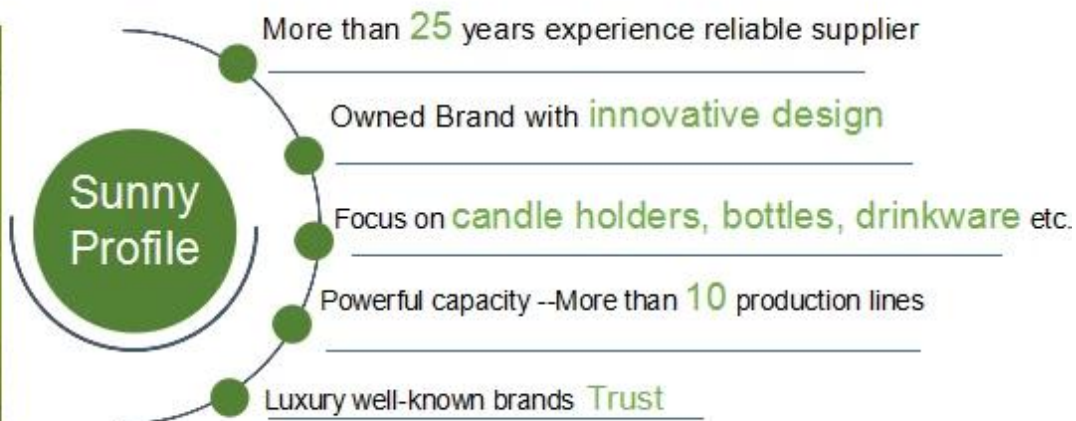 More than 25 years experience reliable supplier
Owned Brand with innovative design
Sunny
Profile
Focus on candle holders, bottles, drinkware etc.
Powerful capacity --More than 10 production lines
Luxury well-known brands Trust